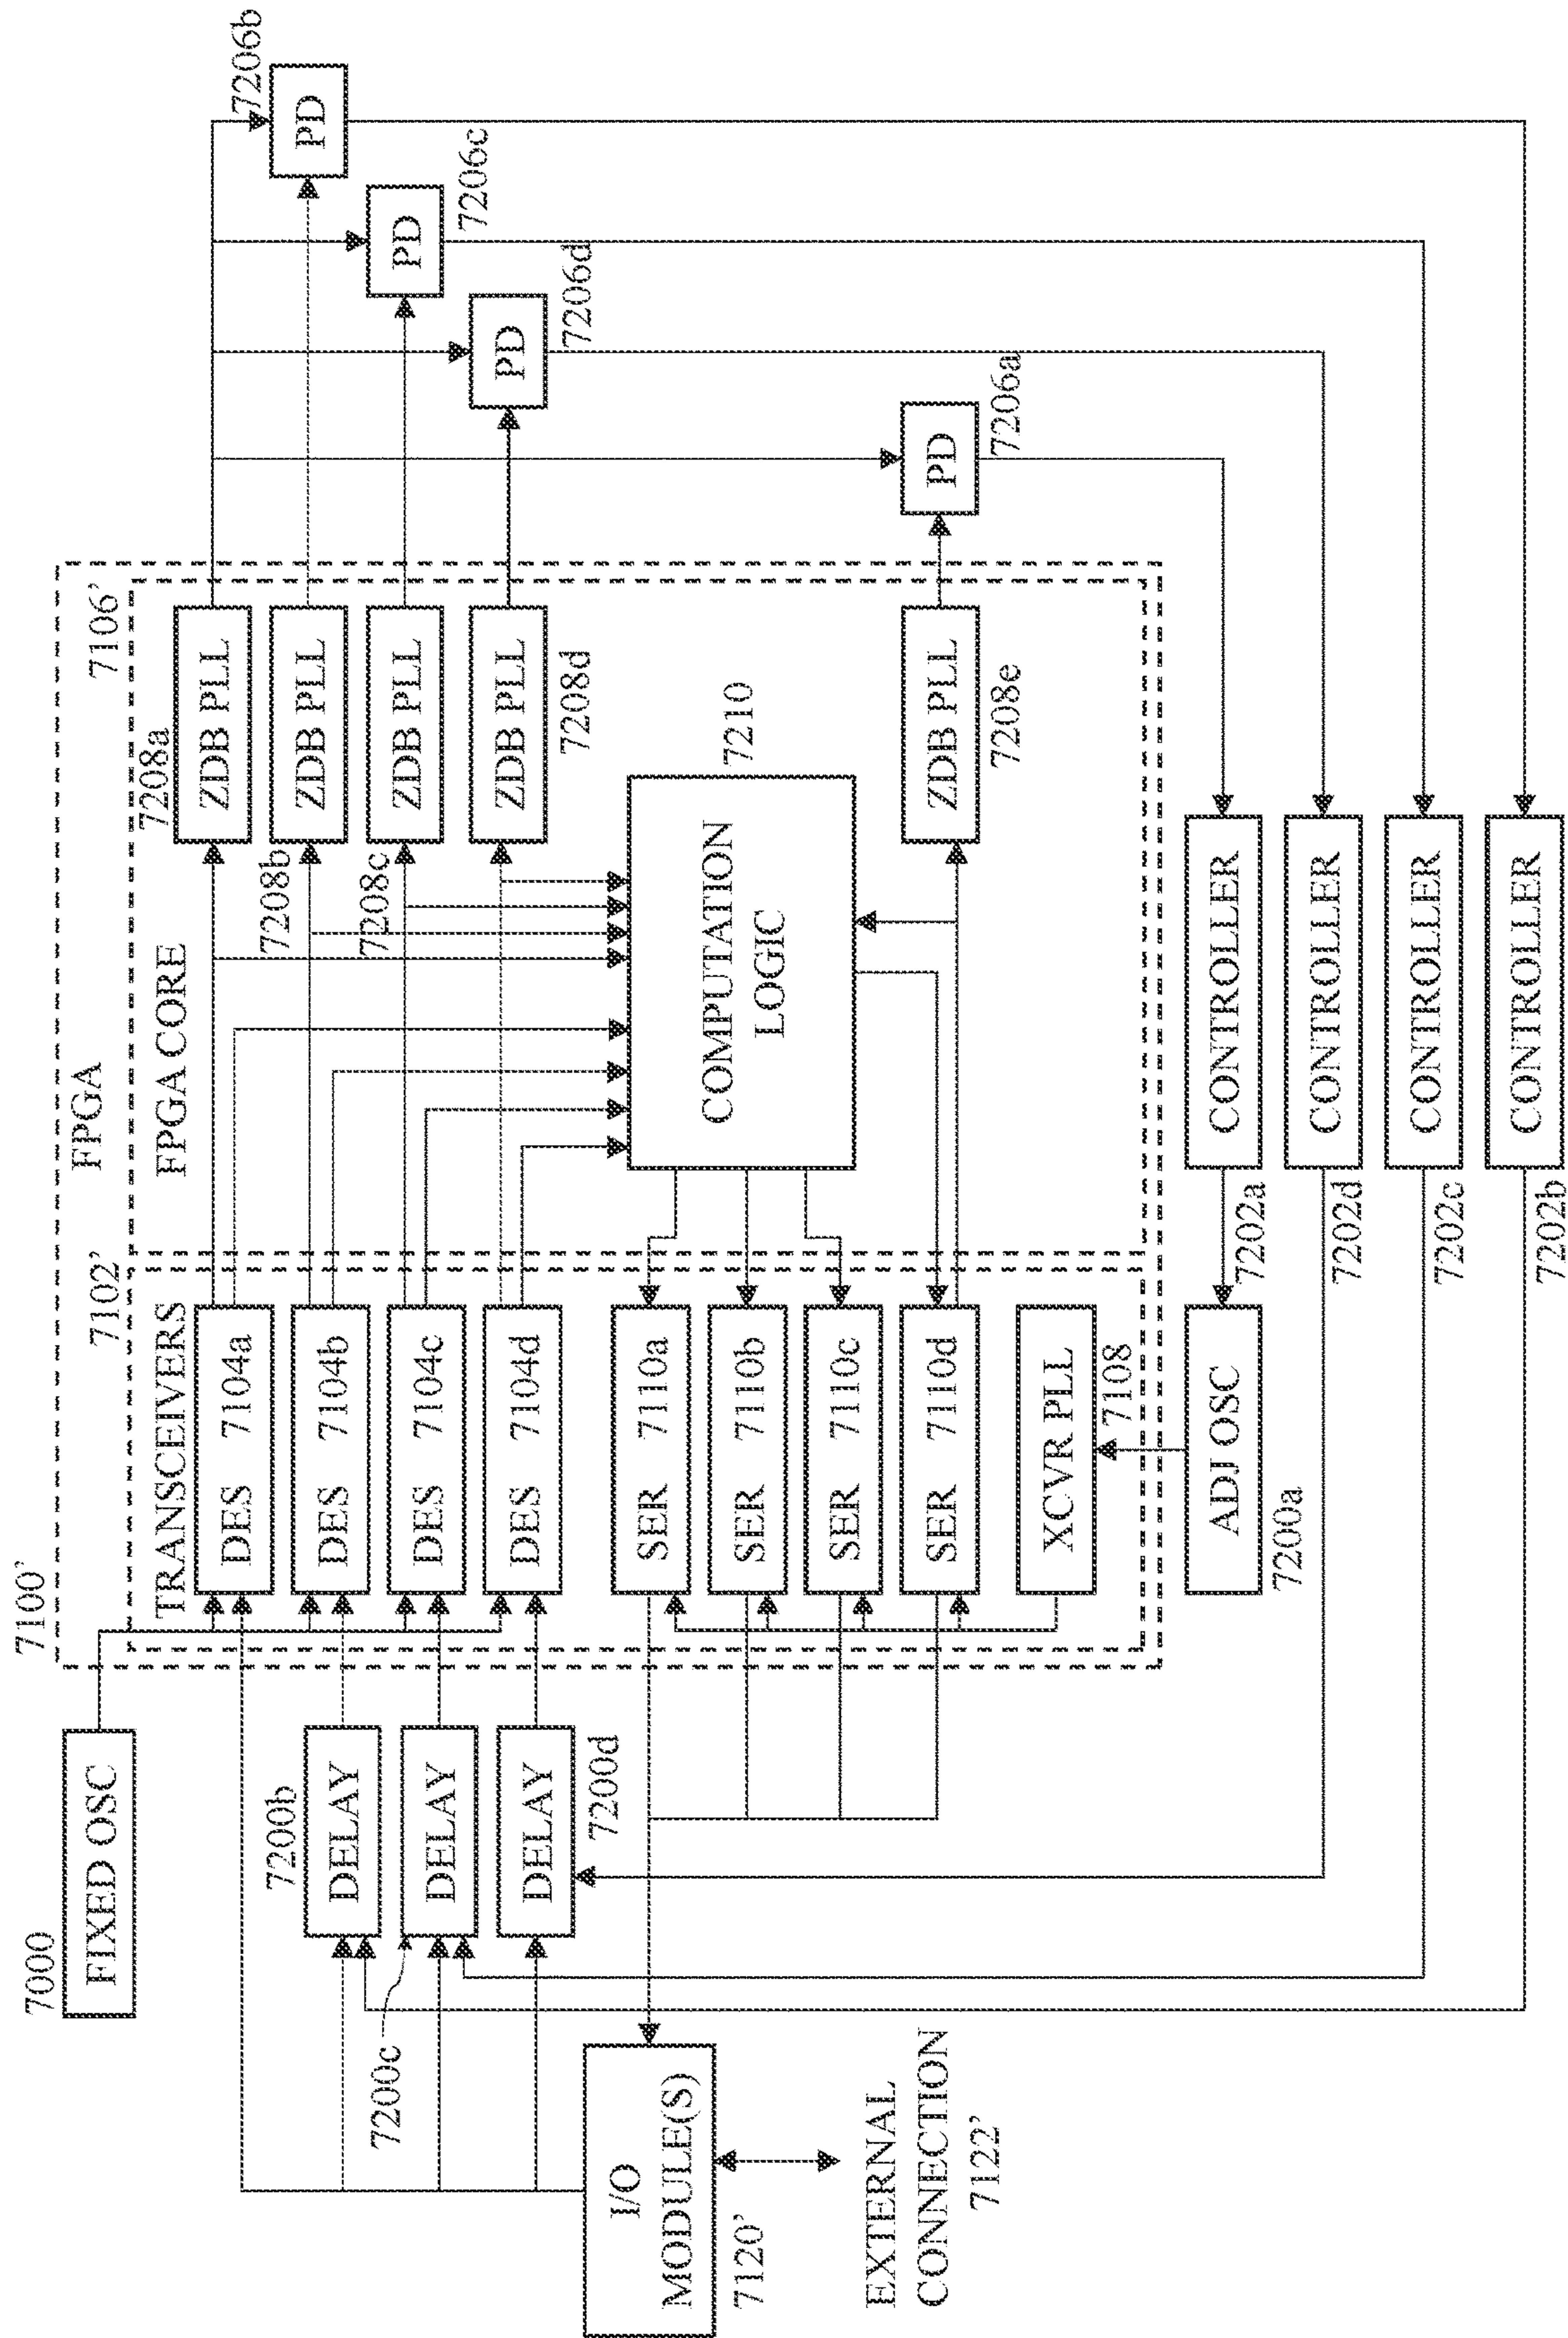 7000
FIXED OSC
7100'
FPGA
7102'
TRANSCEIVERS
7106'
FPGA CORE
DES 7104a
DES 7104b
DES 7104c
DES 7104d
SER 7110a
SER 7110b
SER 7110c
SER 7110d
XCVR PLL
7108
7200b
DELAY
7200c
DELAY
DELAY
7200d
I/O
MODULE(S)
7120'
EXTERNAL
CONNECTION
7122'
7208a
ZDB PLL
7208b
ZDB PLL
7208c
ZDB PLL
ZDB PLL
7208d
COMPUTATION
LOGIC
7210
ZDB PLL
7208e
7206b
PD
PD
7206c
PD
7206d
PD
7206a
ADJ OSC
7200a
CONTROLLER
7202a
CONTROLLER
7202d
CONTROLLER
7202c
CONTROLLER
7202b